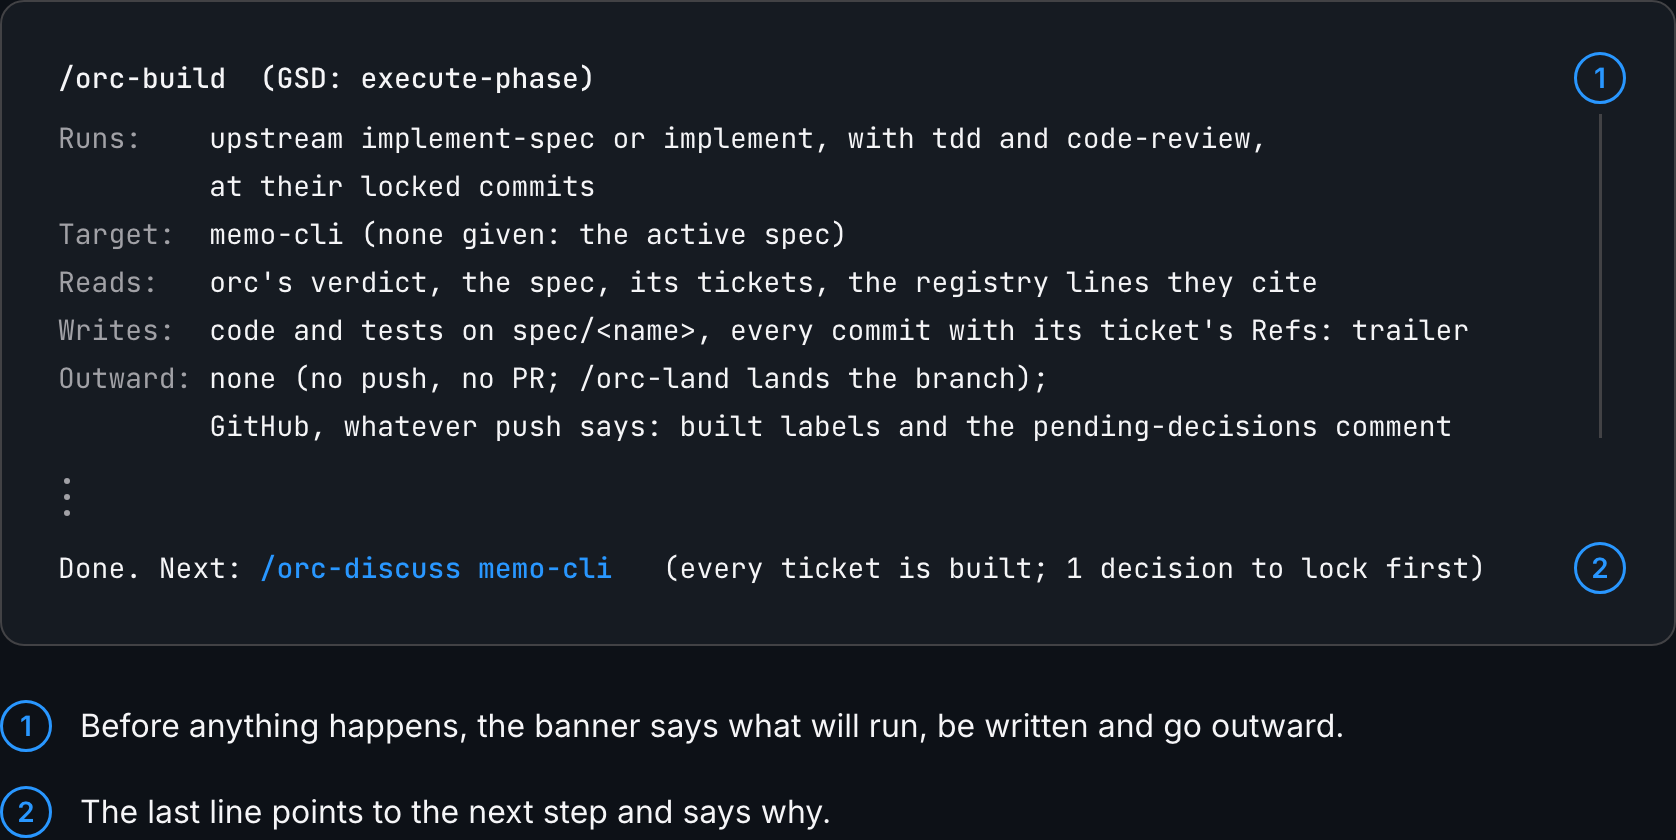 /orc-build  (GSD: execute-phase)
1
Runs:    upstream implement-spec or implement, with tdd and code-review,
at their locked commits
Target:  memo-cli (none given: the active spec)
Reads:   orc's verdict, the spec, its tickets, the registry lines they cite
Writes:  code and tests on spec/<name>, every commit with its ticket's Refs: trailer
Outward: none (no push, no PR; /orc-land lands the branch);
GitHub, whatever push says: built labels and the pending-decisions comment
Done. Next: /orc-discuss memo-cli   (every ticket is built; 1 decision to lock first)
2
1 Before anything happens, the banner says what will run, be written and go outward.
2 The last line points to the next step and says why.